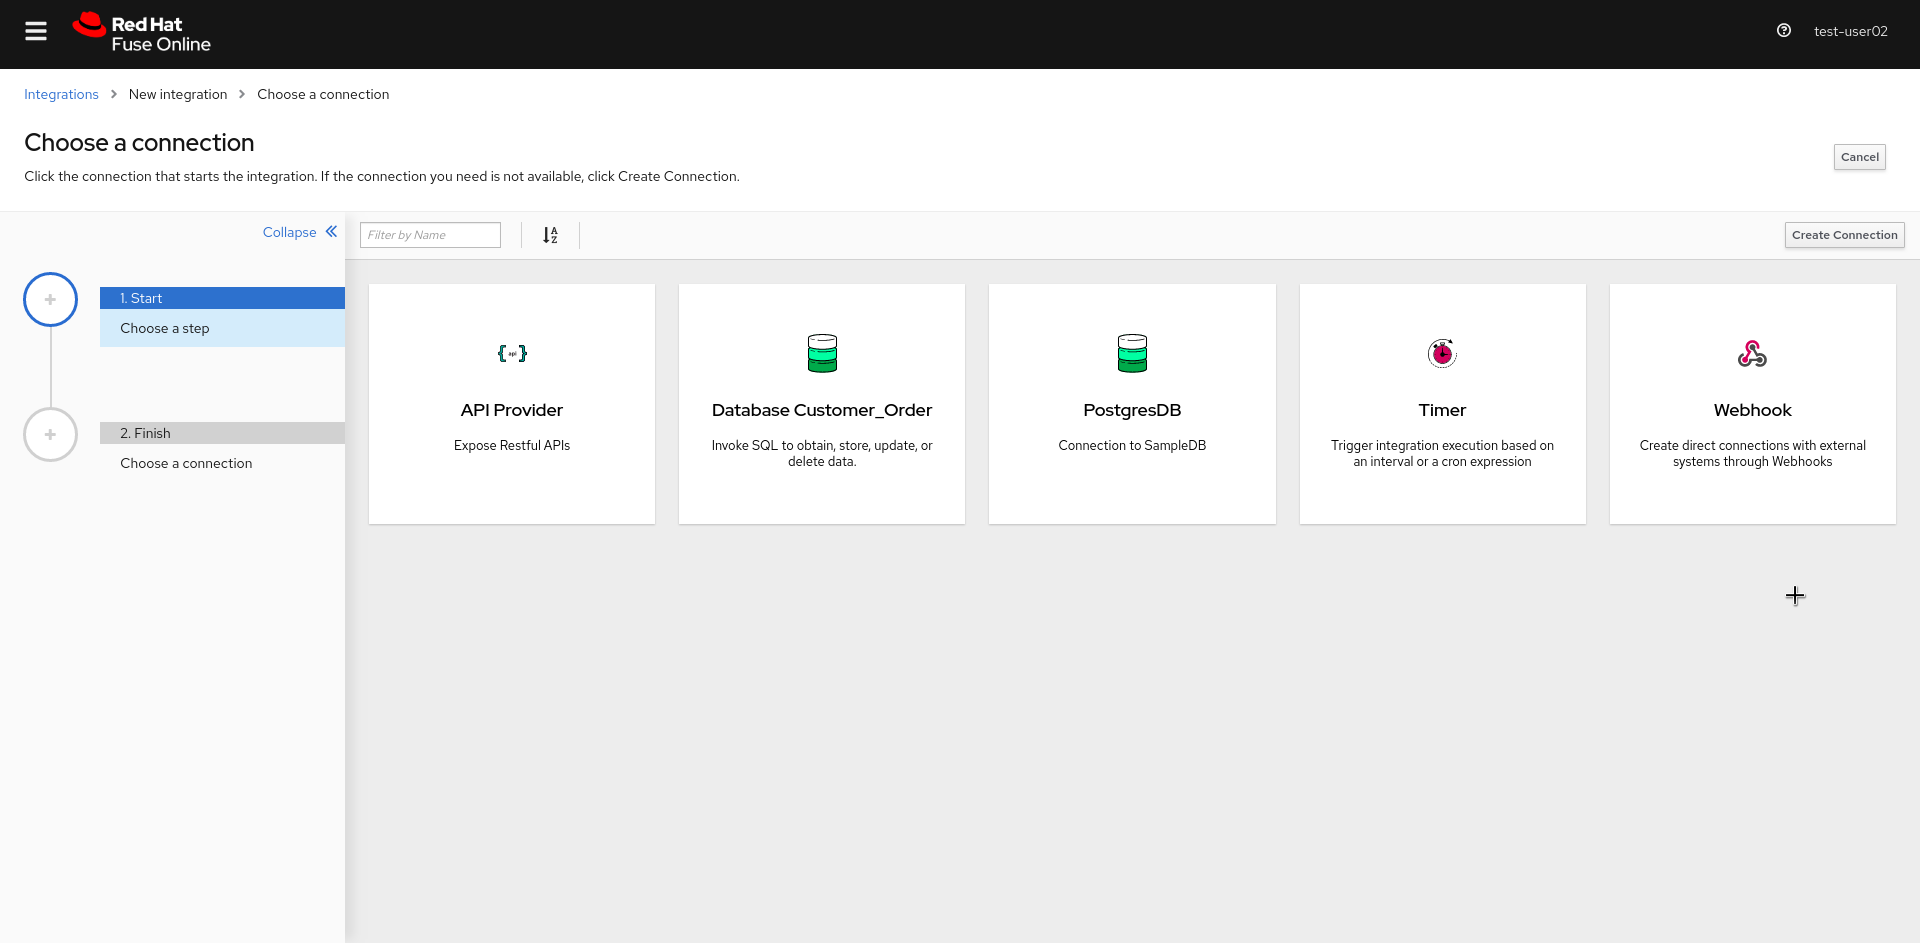 Red Hat
Fuse Online
test-user02
Integrations > New integration > Choose a connection
Choose a connection
Cancel
Click the connection that starts the integration. If the connection you need is not available, click Create Connection.
Collapse
Filter by Name
A
Z
Create Connection
1. Start
Choose a step
2. Finish
Choose a connection
{ api }
API Provider
Expose Restful APIs
Database Customer_Order
Invoke SQL to obtain, store, update, or
delete data.
PostgresDB
Connection to SampleDB
Timer
Trigger integration execution based on
an interval or a cron expression
Webhook
Create direct connections with external
systems through Webhooks